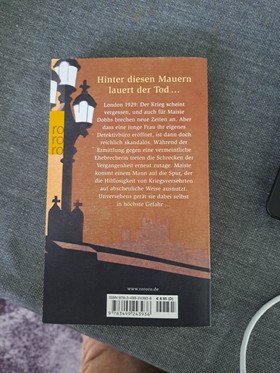 Hinter diesen Mauern
lauert der Tod ...
London 1929: Der Krieg scheint
vergessen, und auch für Maisie
Dobbs brechen neue Zeiten an. Aber
dass eine junge Frau ihr eigenes
Detektivbüro eröffnet, ist dann doch
reichlich skandalös. Während der
Ermittlung gegen eine vermeintliche
Ehebrecherin treten die Schrecken der
Vergangenheit erneut zutage. Maisie
kommt einem Mann auf die Spur, der
die Hilflosigkeit von Kriegsversehrten
auf abscheuliche Weise ausnutzt.
Unversehens gerät sie dabei selbst
in höchste Gefahr ...
rororo
www.rororo.de
9783499243936